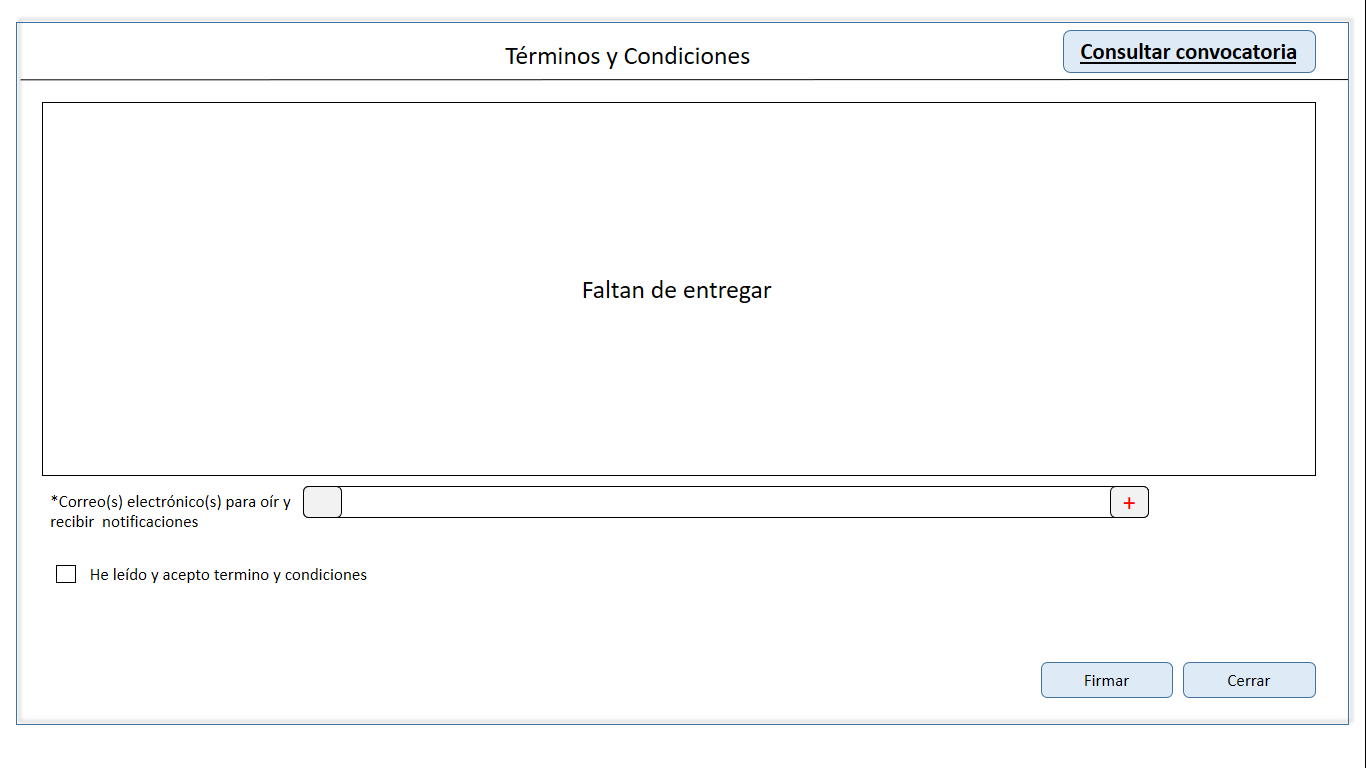 Términos y Condiciones
Consultar convocatoria
Faltan de entregar
*Correo(s) electrónico(s) para oír y
recibir  notificaciones
+
He leído y acepto termino y condiciones
Firmar
Cerrar